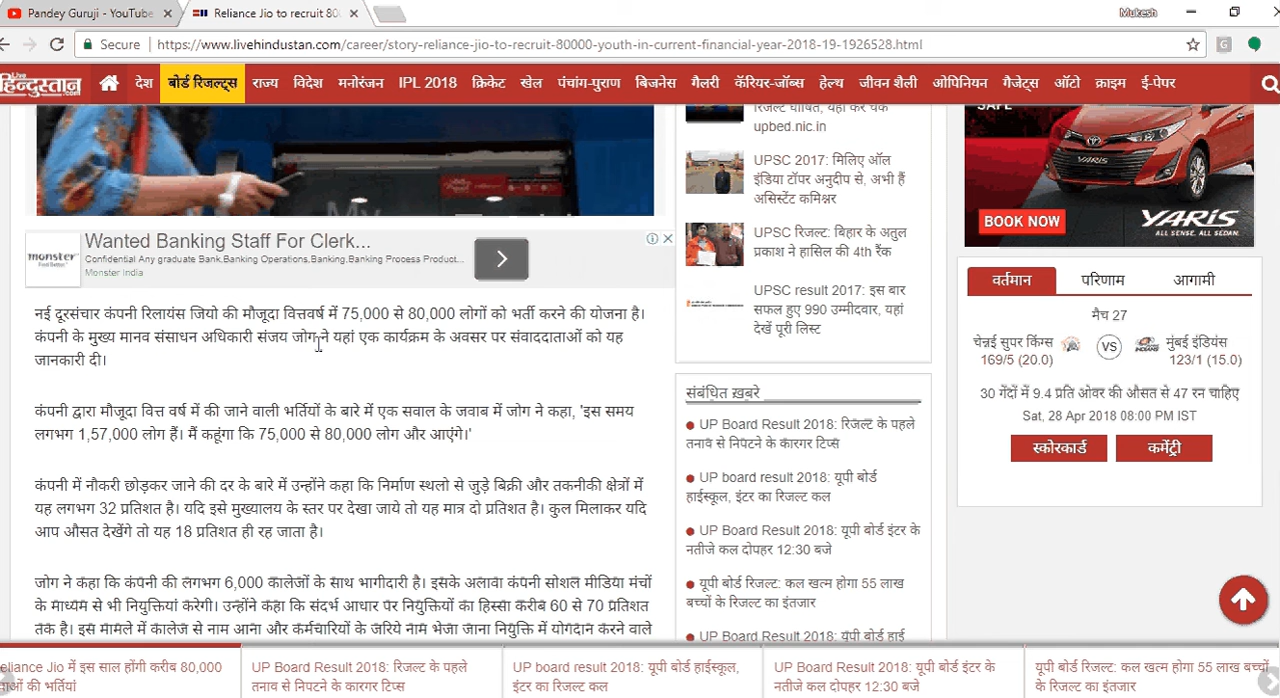 Pandey Guruji - YouTube
Reliance Jio to recruit 80
Mukesh
Secure
https://www.livehindustan.com/career/story-reliance-jio-to-recruit-80000-youth-in-current-financial-year-2018-19-1926528.html
Live
हिन्दुस्तान
.com
देश
बोर्ड रिजल्ट्स
राज्य
विदेश
मनोरंजन
IPL 2018
क्रिकेट
खेल
पंचांग-पुराण
बिजनेस
गैलरी
कॅरियर-जॉब्स
हेल्थ
जीवन शैली
ओपिनियन
गैजेट्स
ऑटो
क्राइम
ई-पेपर
monster
Wanted Banking Staff For Clerk...
Confidential Any graduate Bank,Banking Operations,Banking,Banking Process Product...
Monster India
नई दूरसंचार कंपनी रिलायंस जियो की मौजूदा वित्तवर्ष में 75,000 से 80,000 लोगों को भर्ती करने की योजना है।
कंपनी के मुख्य मानव संसाधन अधिकारी संजय जोग ने यहां एक कार्यक्रम के अवसर पर संवाददाताओं को यह
जानकारी दी।
कंपनी द्वारा मौजूदा वित्त वर्ष में की जाने वाली भर्तियों के बारे में एक सवाल के जवाब में जोग ने कहा, 'इस समय
लगभग 1,57,000 लोग हैं। मैं कहूंगा कि 75,000 से 80,000 लोग और आएंगे।'
कंपनी में नौकरी छोड़कर जाने की दर के बारे में उन्होंने कहा कि निर्माण स्थलो से जुड़े बिक्री और तकनीकी क्षेत्रों में
यह लगभग 32 प्रतिशत है। यदि इसे मुख्यालय के स्तर पर देखा जाये तो यह मात्र दो प्रतिशत है। कुल मिलाकर यदि
आप औसत देखेंगे तो यह 18 प्रतिशत ही रह जाता है।
जोग ने कहा कि कंपनी की लगभग 6,000 कालेजों के साथ भागीदारी है। इसके अलावा कंपनी सोशल मीडिया मंचों
के माध्यम से भी नियुक्तियां करेगी। उन्होंने कहा कि संदर्भ आधार पर नियुक्तियों का हिस्सा करीब 60 से 70 प्रतिशत
तक है। इस मामले में कालेज से नाम आना और कर्मचारियों के जरिये नाम भेजा जाना नियुक्ति में योगदान करने वाले
रिजल्ट घोषित, यहां कर चेक
upbed.nic.in
UPSC 2017: मिलिए ऑल
इंडिया टॉपर अनुदीप से, अभी हैं
असिस्टेंट कमिश्नर
UPSC रिजल्ट: बिहार के अतुल
प्रकाश ने हासिल की 4th रैंक
UPSC result 2017: इस बार
सफल हुए 990 उम्मीदवार, यहां
देखें पूरी लिस्ट
संबंधित ख़बरे
UP Board Result 2018: रिजल्ट के पहले
तनाव से निपटने के कारगर टिप्स
UP board result 2018: यूपी बोर्ड
हाईस्कूल, इंटर का रिजल्ट कल
UP Board Result 2018: यूपी बोर्ड इंटर के
नतीजे कल दोपहर 12:30 बजे
यूपी बोर्ड रिजल्ट: कल खत्म होगा 55 लाख
बच्चों के रिजल्ट का इंतजार
UP Board Result 2018: यूपी बोर्ड हाई
SAFE
YARIS
BOOK NOW
YARiS
ALL SENSE. ALL SEDAN.
वर्तमान
परिणाम
आगामी
मैच 27
चेन्नई सुपर किंग्स
169/5 (20.0)
VS
मुंबई इंडियंस
123/1 (15.0)
30 गेंदों में 9.4 प्रति ओवर की औसत से 47 रन चाहिए
Sat, 28 Apr 2018 08:00 PM IST
स्कोरकार्ड
कमेंट्री
eliance Jio में इस साल होंगी करीब 80,000
ाओं की भर्तियां
UP Board Result 2018: रिजल्ट के पहले
तनाव से निपटने के कारगर टिप्स
UP board result 2018: यूपी बोर्ड हाईस्कूल,
इंटर का रिजल्ट कल
UP Board Result 2018: यूपी बोर्ड इंटर के
नतीजे कल दोपहर 12:30 बजे
यूपी बोर्ड रिजल्ट: कल खत्म होगा 55 लाख बच्चों
के रिजल्ट का इंतजार